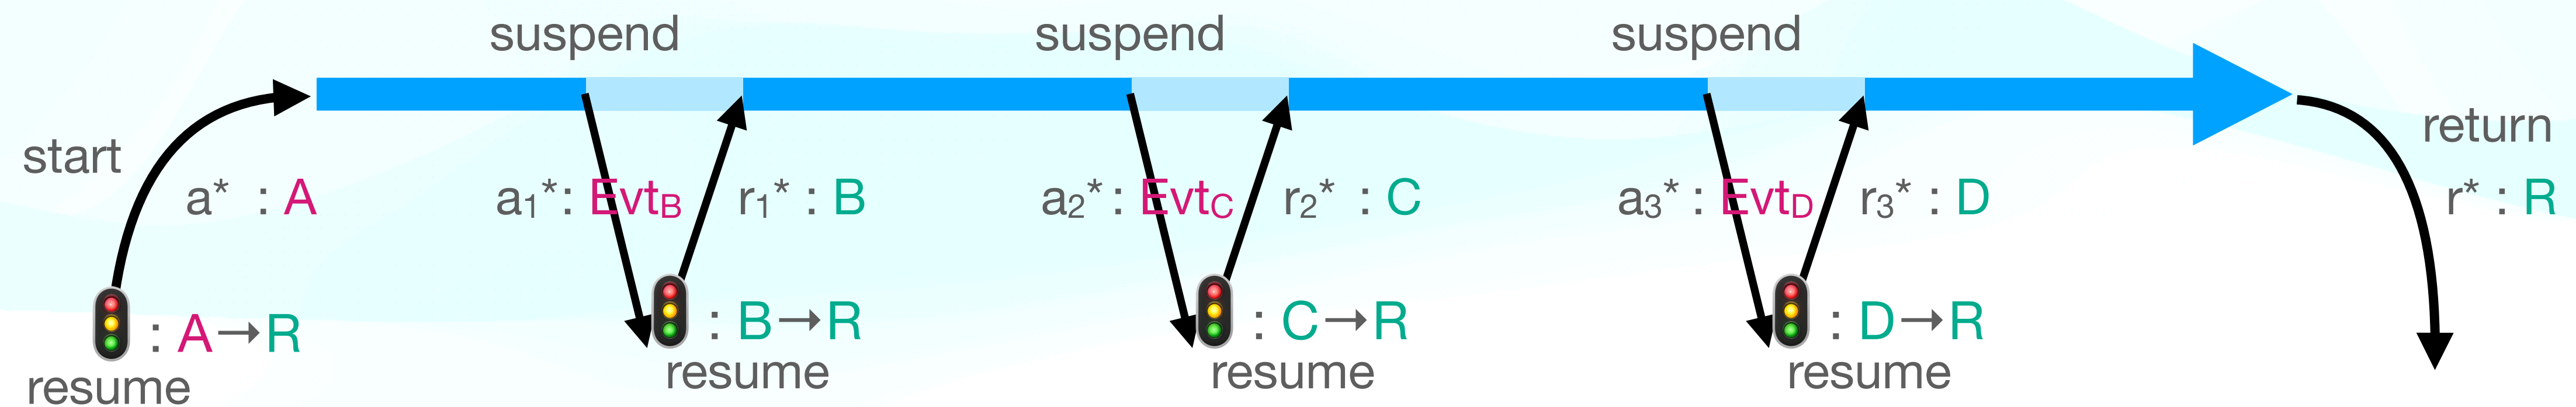 suspend
suspend
suspend
start
return
a* : A
a₁*: Evt_B
r₁* : B
a₂*: Evt_C
r₂* : C
a₃* : Evt_D
r₃* : D
r* : R
: A→R
: B→R
: C→R
: D→R
resume
resume
resume
resume